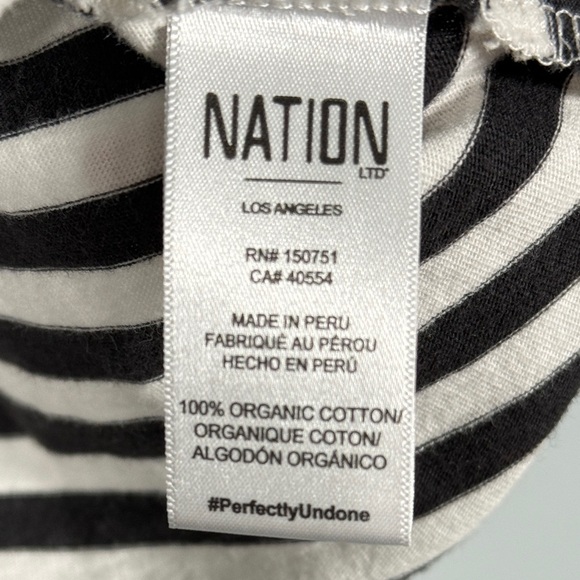 NATION
LTD®
LOS ANGELES
RN# 150751
CA# 40554
MADE IN PERU
FABRIQUÉ AU PÉROU
HECHO EN PERÚ
100% ORGANIC COTTON/
ORGANIQUE COTON/
ALGODÓN ORGÁNICO
#PerfectlyUndone